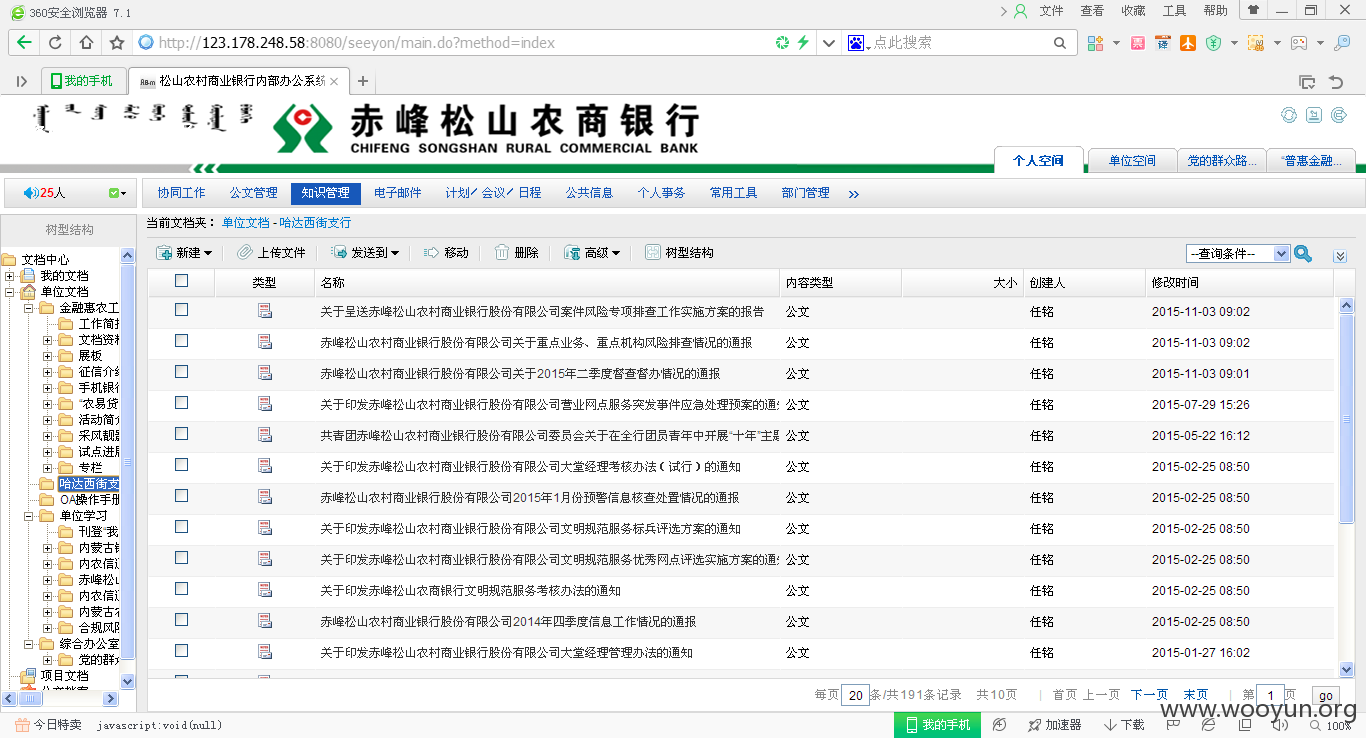 360安全浏览器 7.1
文件 查看 收藏 工具 帮助
http://123.178.248.58:8080/seeyon/main.do?method=index
点此搜索
我的手机
松山农村商业银行内部办公系统
赤峰松山农商银行
CHIFENG SONGSHAN RURAL COMMERCIAL BANK
个人空间 单位空间 党的群众路... "普惠金融...
25人
协同工作 公文管理 知识管理 电子邮件 计划/会议/日程 公共信息 个人事务 常用工具 部门管理 »
树型结构
当前文档夹： 单位文档 - 哈达西街支行
新建 上传文件 发送到 移动 删除 高级 树型结构
--查询条件--
文档中心
我的文档
单位文档
金融惠农工
工作简报
文档资料
展板
征信介绍
手机银行
"农易贷
活动简介
采风靓影
试点进展
专栏
哈达西街支
OA操作手册
单位学习
刊登"我
内蒙古
内农信
赤峰松山
内农信
内蒙古农
合规风险
综合办公室
党的群众
项目文档
类型 名称 内容类型 大小 创建人 修改时间
关于呈送赤峰松山农村商业银行股份有限公司案件风险专项排查工作实施方案的报告 公文 任铭 2015-11-03 09:02
赤峰松山农村商业银行股份有限公司关于重点业务、重点机构风险排查情况的通报 公文 任铭 2015-11-03 09:02
赤峰松山农村商业银行股份有限公司关于2015年二季度督查督办情况的通报 公文 任铭 2015-11-03 09:01
关于印发赤峰松山农村商业银行股份有限公司营业网点服务突发事件应急处理预案的通 公文 任铭 2015-07-29 15:26
共青团赤峰松山农村商业银行股份有限公司委员会关于在全行团员青年中开展"十年"主题 公文 任铭 2015-05-22 16:12
关于印发赤峰松山农村商业银行股份有限公司大堂经理考核办法（试行）的通知 公文 任铭 2015-02-25 08:50
赤峰松山农村商业银行股份有限公司2015年1月份预警信息核查处置情况的通报 公文 任铭 2015-02-25 08:50
关于印发赤峰松山农村商业银行股份有限公司文明规范服务标兵评选方案的通知 公文 任铭 2015-02-25 08:50
关于印发赤峰松山农村商业银行股份有限公司文明规范服务优秀网点评选实施方案的通 公文 任铭 2015-02-25 08:50
关于印发赤峰松山农商银行文明规范服务考核办法的通知 公文 任铭 2015-02-25 08:50
赤峰松山农村商业银行股份有限公司2014年四季度信息工作情况的通报 公文 任铭 2015-02-25 08:50
关于印发赤峰松山农村商业银行股份有限公司大堂经理管理办法的通知 公文 任铭 2015-01-27 16:02
每页 20 条/共191条记录 共10页 | 首页 上一页 下一页 末页 | 第 1 页 go
www.wooyun.org
今日特卖 javascript:void(null)
我的手机 加速器 下载 100%